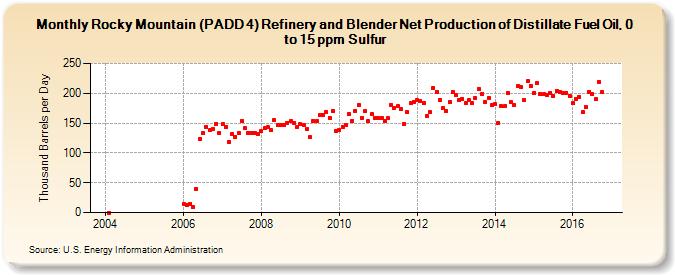 Monthly Rocky Mountain (PADD 4) Refinery and Blender Net Production of Distillate Fuel Oil, 0
to 15 ppm Sulfur
Thousand Barrels per Day
250
200
150
100
50
0
2004 2006 2008 2010 2012 2014 2016
Source: U.S. Energy Information Administration